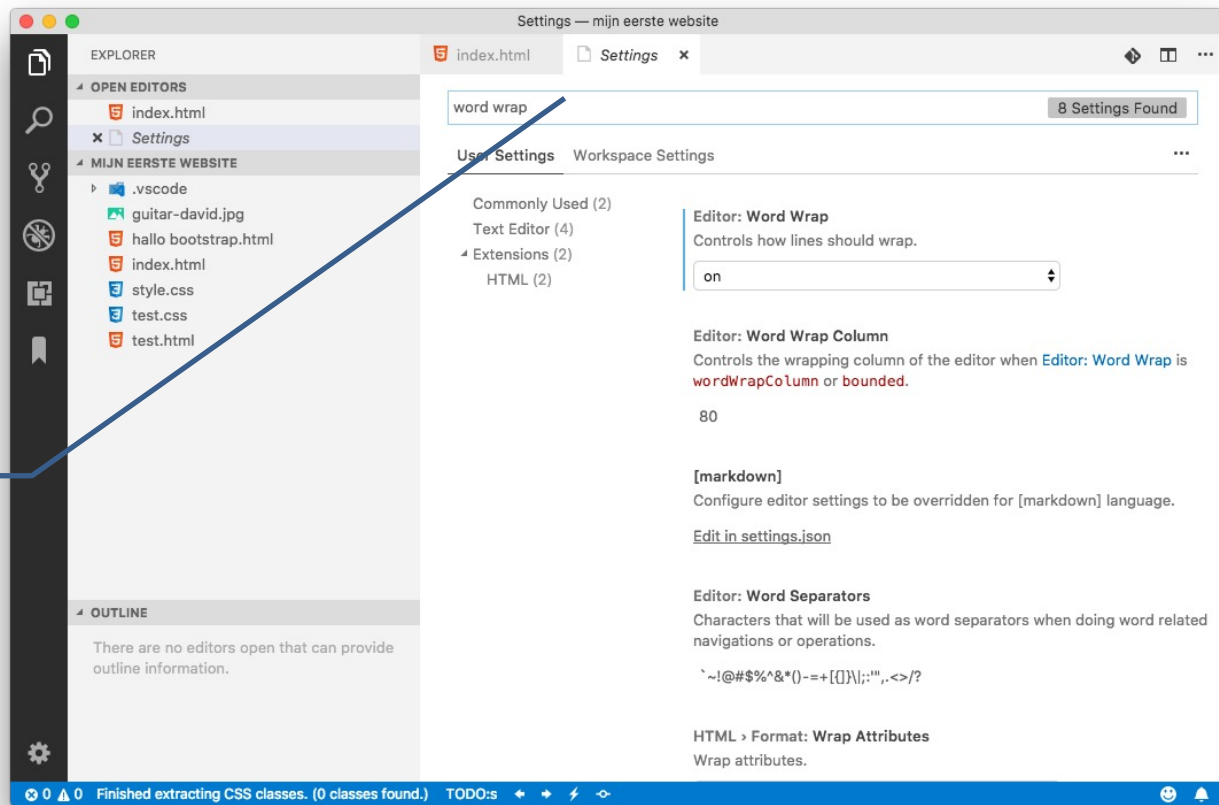 Settings — mijn eerste website
EXPLORER
OPEN EDITORS
index.html
Settings
MIJN EERSTE WEBSITE
.vscode
guitar-david.jpg
hallo bootstrap.html
index.html
style.css
test.css
test.html
OUTLINE
There are no editors open that can provide
outline information.
index.html
Settings
word wrap
8 Settings Found
User Settings Workspace Settings
Commonly Used (2)
Text Editor (4)
Extensions (2)
HTML (2)
Editor: Word Wrap
Controls how lines should wrap.
on
Editor: Word Wrap Column
Controls the wrapping column of the editor when Editor: Word Wrap is
wordWrapColumn or bounded.
80
[markdown]
Configure editor settings to be overridden for [markdown] language.
Edit in settings.json
Editor: Word Separators
Characters that will be used as word separators when doing word related
navigations or operations.
`~!@#$%^&*()-=+[{]}\|;:'",.<>/?
HTML › Format: Wrap Attributes
Wrap attributes.
0 0 Finished extracting CSS classes. (0 classes found.) TODO:s